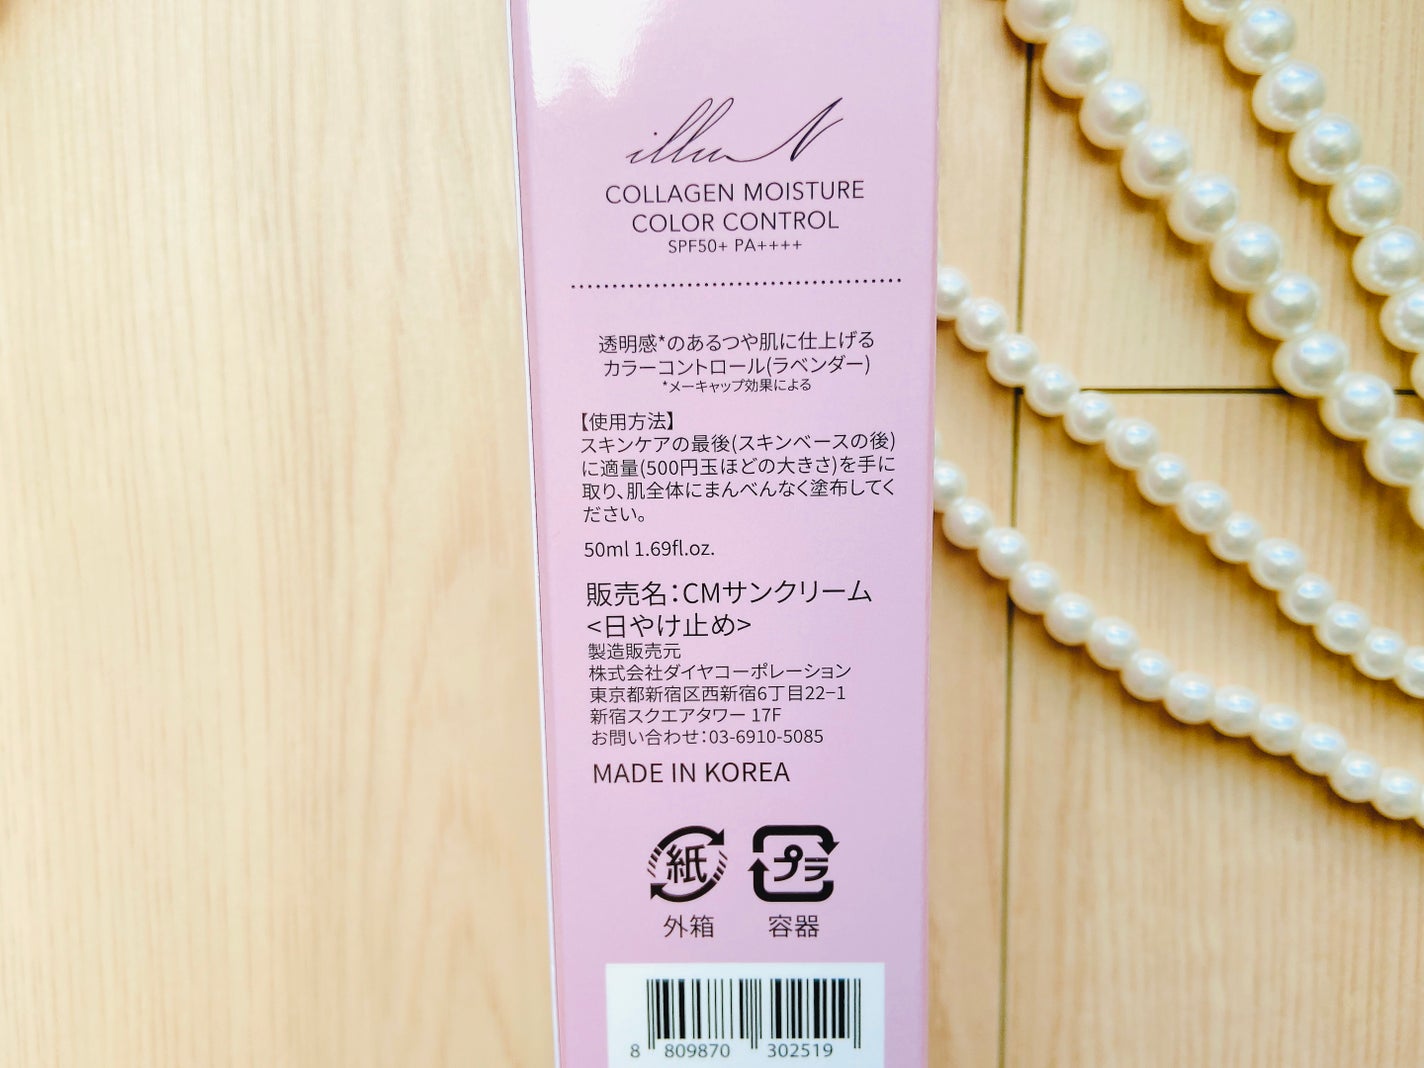 illuN
COLLAGEN MOISTURE
COLOR CONTROL
SPF50+ PA++++
透明感*のあるつや肌に仕上げる
カラーコントロール(ラベンダー)
*メーキャップ効果による
【使用方法】
スキンケアの最後(スキンベースの後)
に適量(500円玉ほどの大きさ)を手に
取り、肌全体にまんべんなく塗布してく
ださい。
50ml 1.69fl.oz.
販売名：CMサンクリーム
<日やけ止め>
製造販売元
株式会社ダイヤコーポレーション
東京都新宿区西新宿6丁目22−1
新宿スクエアタワー 17F
お問い合わせ：03-6910-5085
MADE IN KOREA
紙 プラ
外箱 容器
8 809870 302519